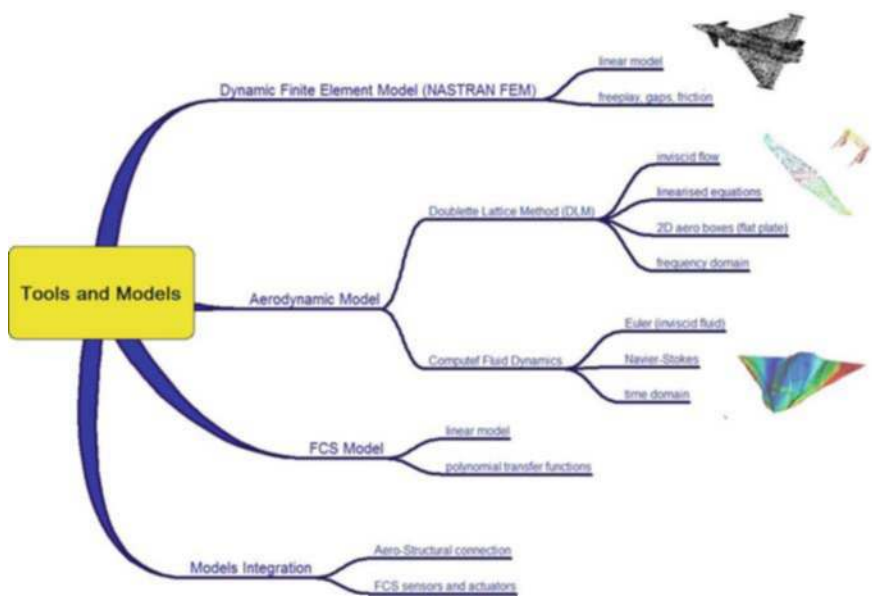 Tools and Models
Dynamic Finite Element Model (NASTRAN FEM)
linear model
freeplay, gaps, friction
Aerodynamic Model
Doublette Lattice Method (DLM)
inviscid flow
linearised equations
2D aero boxes (flat plate)
frequency domain
Computef Fluid Dynamics
Euler (inviscid fluid)
Navier-Stokes
time domain
FCS Model
linear model
polynomial transfer functions
Models Integration
Aero-Structural connection
FCS sensors and actuators